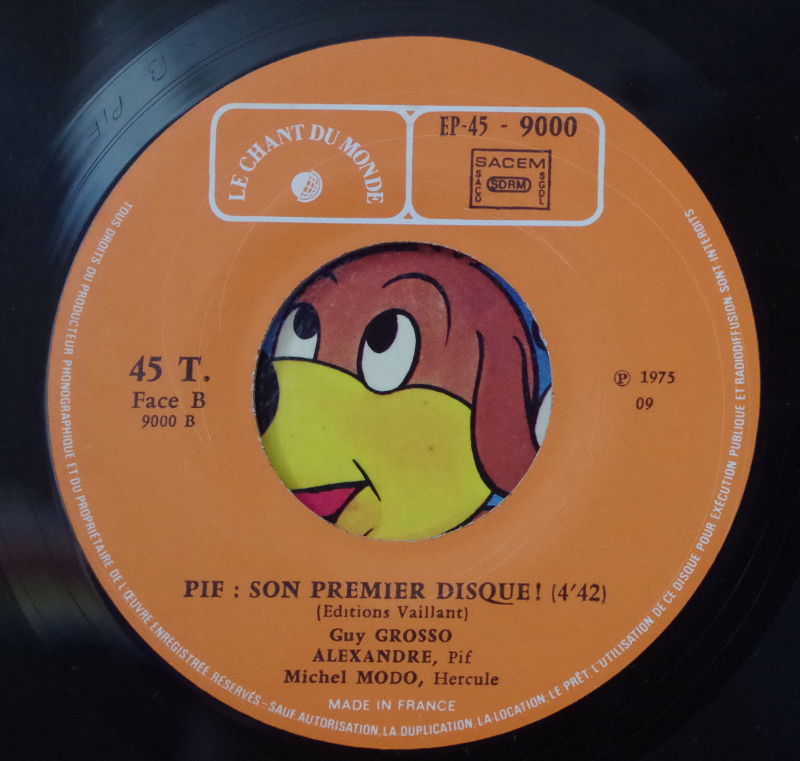 LE CHANT DU MONDE
EP-45 - 9000
SACEM
SACD
SDRM
SGDL
45 T.
Face B
9000 B
Ⓟ 1975
09
PIF : SON PREMIER DISQUE! (4'42)
(Editions Vaillant)
Guy GROSSO
ALEXANDRE, Pif
Michel MODO, Hercule
MADE IN FRANCE
TOUS DROITS DU PRODUCTEUR PHONOGRAPHIQUE ET DU PROPRIÉTAIRE DE L'ŒUVRE ENREGISTRÉE RÉSERVÉS - SAUF AUTORISATION, LA DUPLICATION, LA LOCATION, LE PRÊT, L'UTILISATION DE CE DISQUE POUR EXÉCUTION PUBLIQUE ET RADIODIFFUSION SONT INTERDITS
B PIF